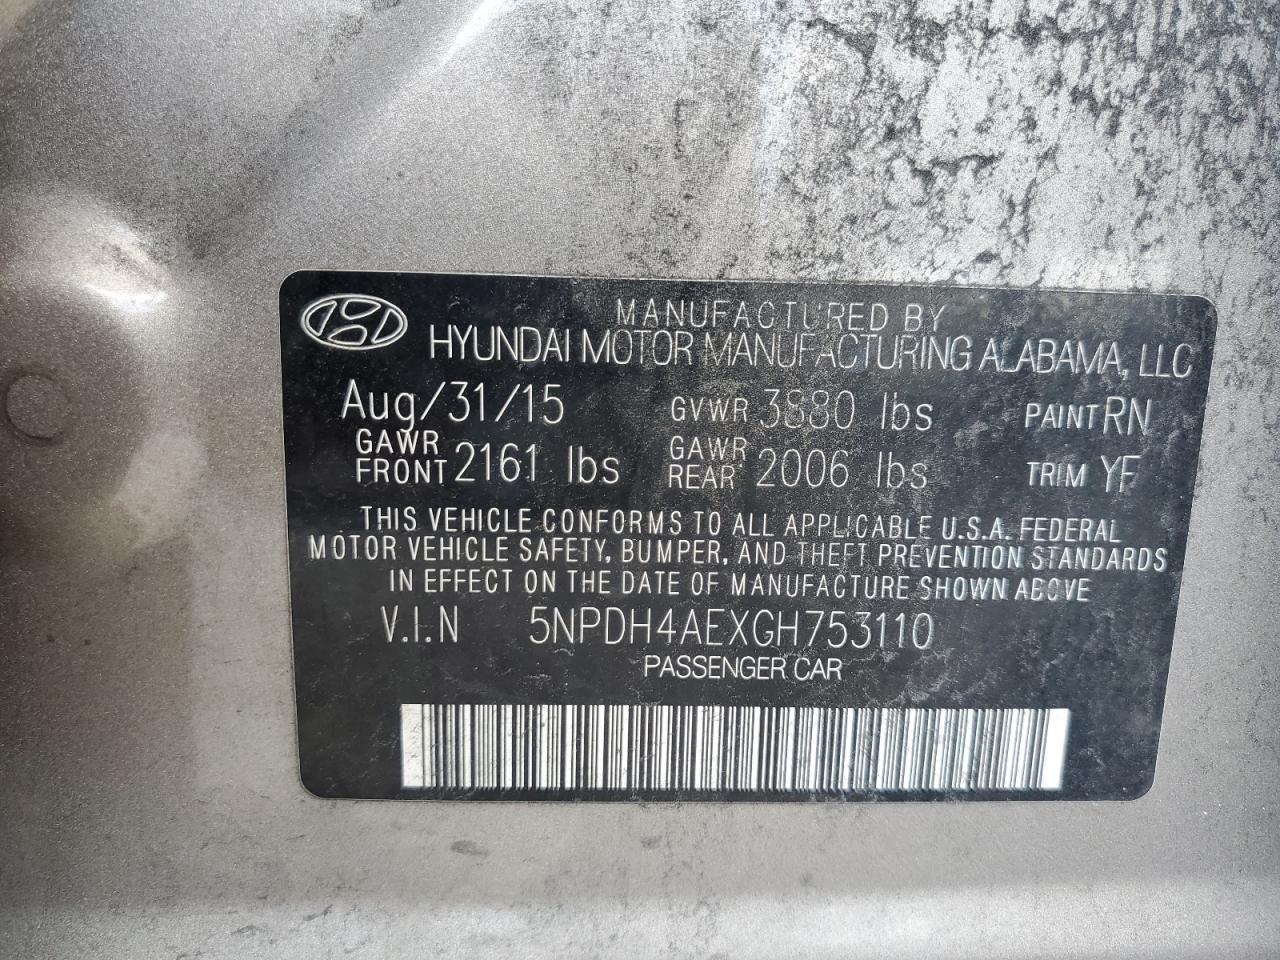 MANUFACTURED BY
HYUNDAI MOTOR MANUFACTURING ALABAMA, LLC
Aug/31/15 GVWR 3880 lbs PAINT RN
GAWR FRONT 2161 lbs GAWR REAR 2006 lbs TRIM YF
THIS VEHICLE CONFORMS TO ALL APPLICABLE U.S.A. FEDERAL
MOTOR VEHICLE SAFETY, BUMPER, AND THEFT PREVENTION STANDARDS
IN EFFECT ON THE DATE OF MANUFACTURE SHOWN ABOVE
V.I.N 5NPDH4AEXGH753110
PASSENGER CAR